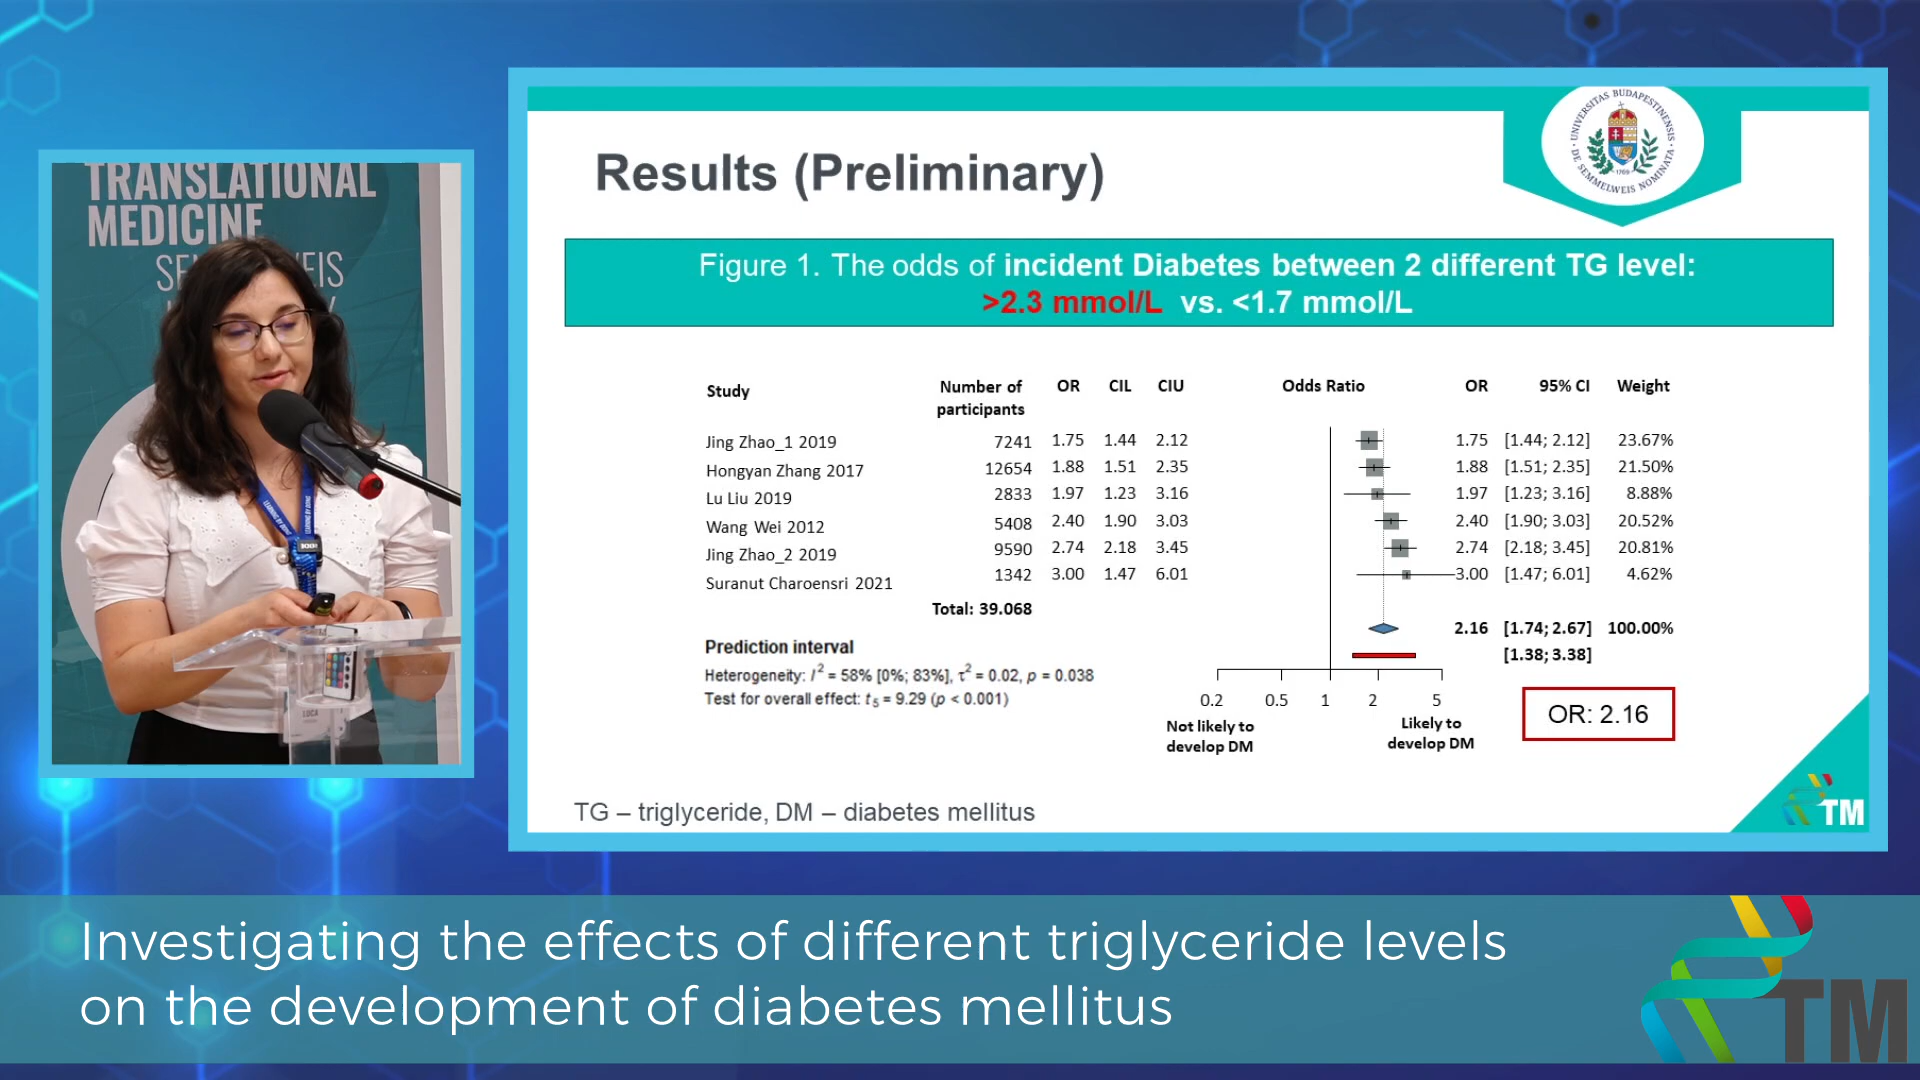 TRANSLATIONAL
MEDICINE
UNIVERSITAS BUDAPESTINENSIS
DE SEMMELWEIS NOMINATA
1769
Results (Preliminary)
Figure 1. The odds of incident Diabetes between 2 different TG level:
>2.3 mmol/L vs. <1.7 mmol/L
Study Number of participants OR CIL CIU Odds Ratio OR 95% CI Weight
Jing Zhao_1 2019 7241 1.75 1.44 2.12 1.75 [1.44; 2.12] 23.67%
Hongyan Zhang 2017 12654 1.88 1.51 2.35 1.88 [1.51; 2.35] 21.50%
Lu Liu 2019 2833 1.97 1.23 3.16 1.97 [1.23; 3.16] 8.88%
Wang Wei 2012 5408 2.40 1.90 3.03 2.40 [1.90; 3.03] 20.52%
Jing Zhao_2 2019 9590 2.74 2.18 3.45 2.74 [2.18; 3.45] 20.81%
Suranut Charoensri 2021 1342 3.00 1.47 6.01 3.00 [1.47; 6.01] 4.62%
Total: 39.068
2.16 [1.74; 2.67] 100.00%
Prediction interval [1.38; 3.38]
Heterogeneity: I² = 58% [0%; 83%], τ² = 0.02, p = 0.038
Test for overall effect: t₅ = 9.29 (p < 0.001)
0.2 0.5 1 2 5
Not likely to
develop DM
Likely to
develop DM
OR: 2.16
TG – triglyceride, DM – diabetes mellitus
TM
Investigating the effects of different triglyceride levels
on the development of diabetes mellitus
TM